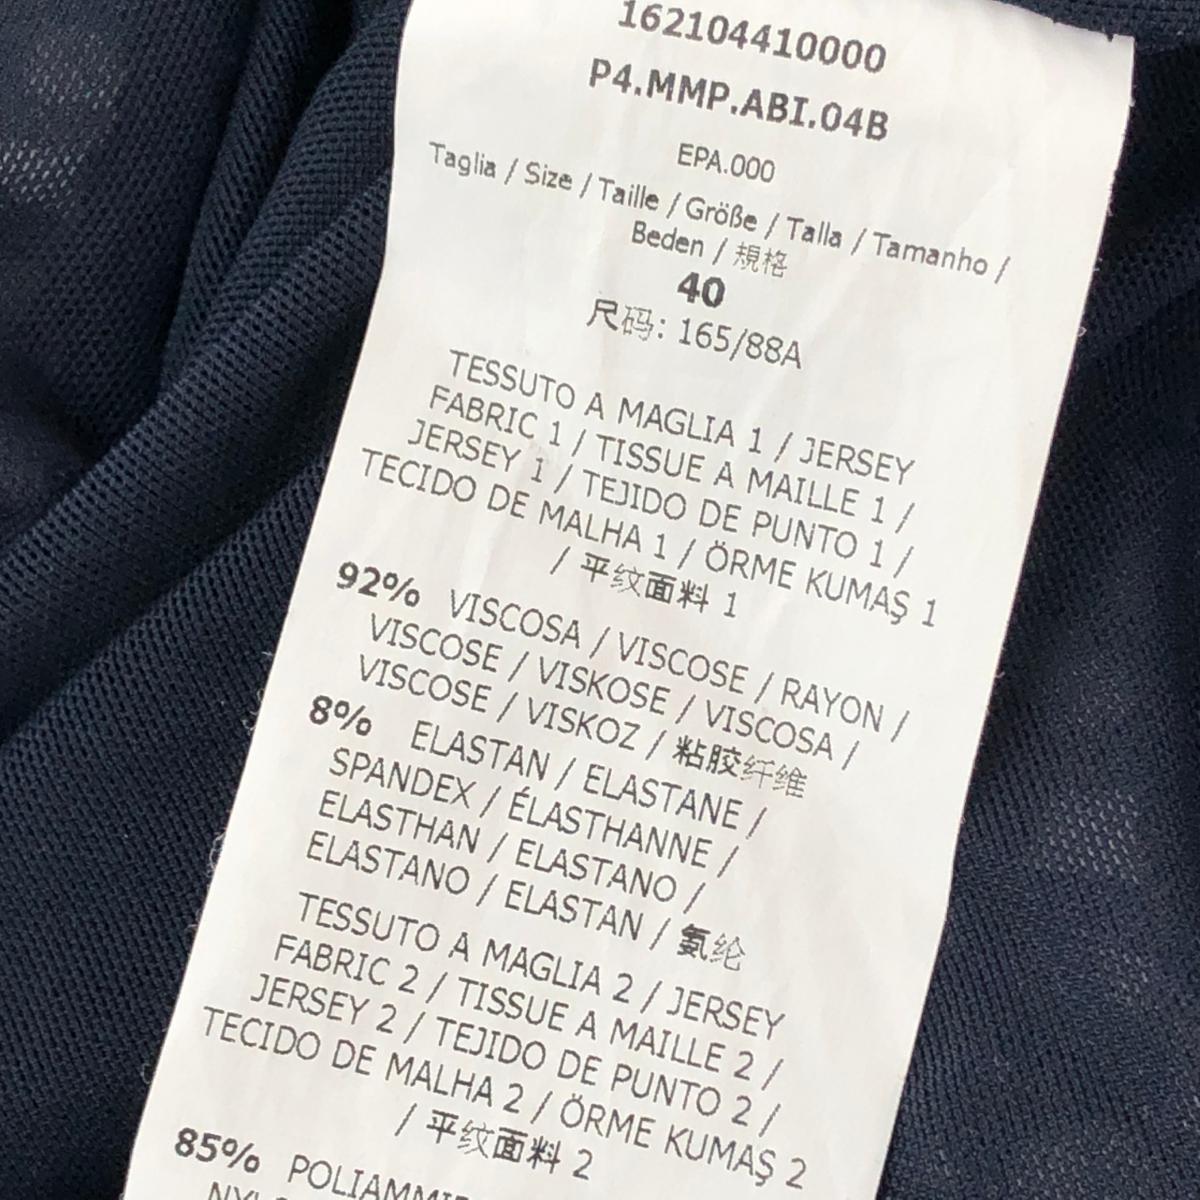 162104410000
P4.MMP.ABI.04B
EPA.000
Taglia / Size / Taille / Größe / Talla / Tamanho /
Beden / 規格
40
尺码: 165/88A
TESSUTO A MAGLIA 1 / JERSEY
FABRIC 1 / TISSUE A MAILLE 1 /
JERSEY 1 / TEJIDO DE PUNTO 1 /
TECIDO DE MALHA 1 / ÖRME KUMAŞ 1
/ 平纹面料 1
92% VISCOSA / VISCOSE / RAYON /
VISCOSE / VISKOSE / VISCOSA /
VISCOSE / VISKOZ / 粘胶纤维
8% ELASTAN / ELASTANE /
SPANDEX / ÉLASTHANNE /
ELASTHAN / ELASTANO /
ELASTANO / ELASTAN / 氨纶
TESSUTO A MAGLIA 2 / JERSEY
FABRIC 2 / TISSUE A MAILLE 2 /
JERSEY 2 / TEJIDO DE PUNTO 2 /
TECIDO DE MALHA 2 / ÖRME KUMAŞ 2
/ 平纹面料 2
85%